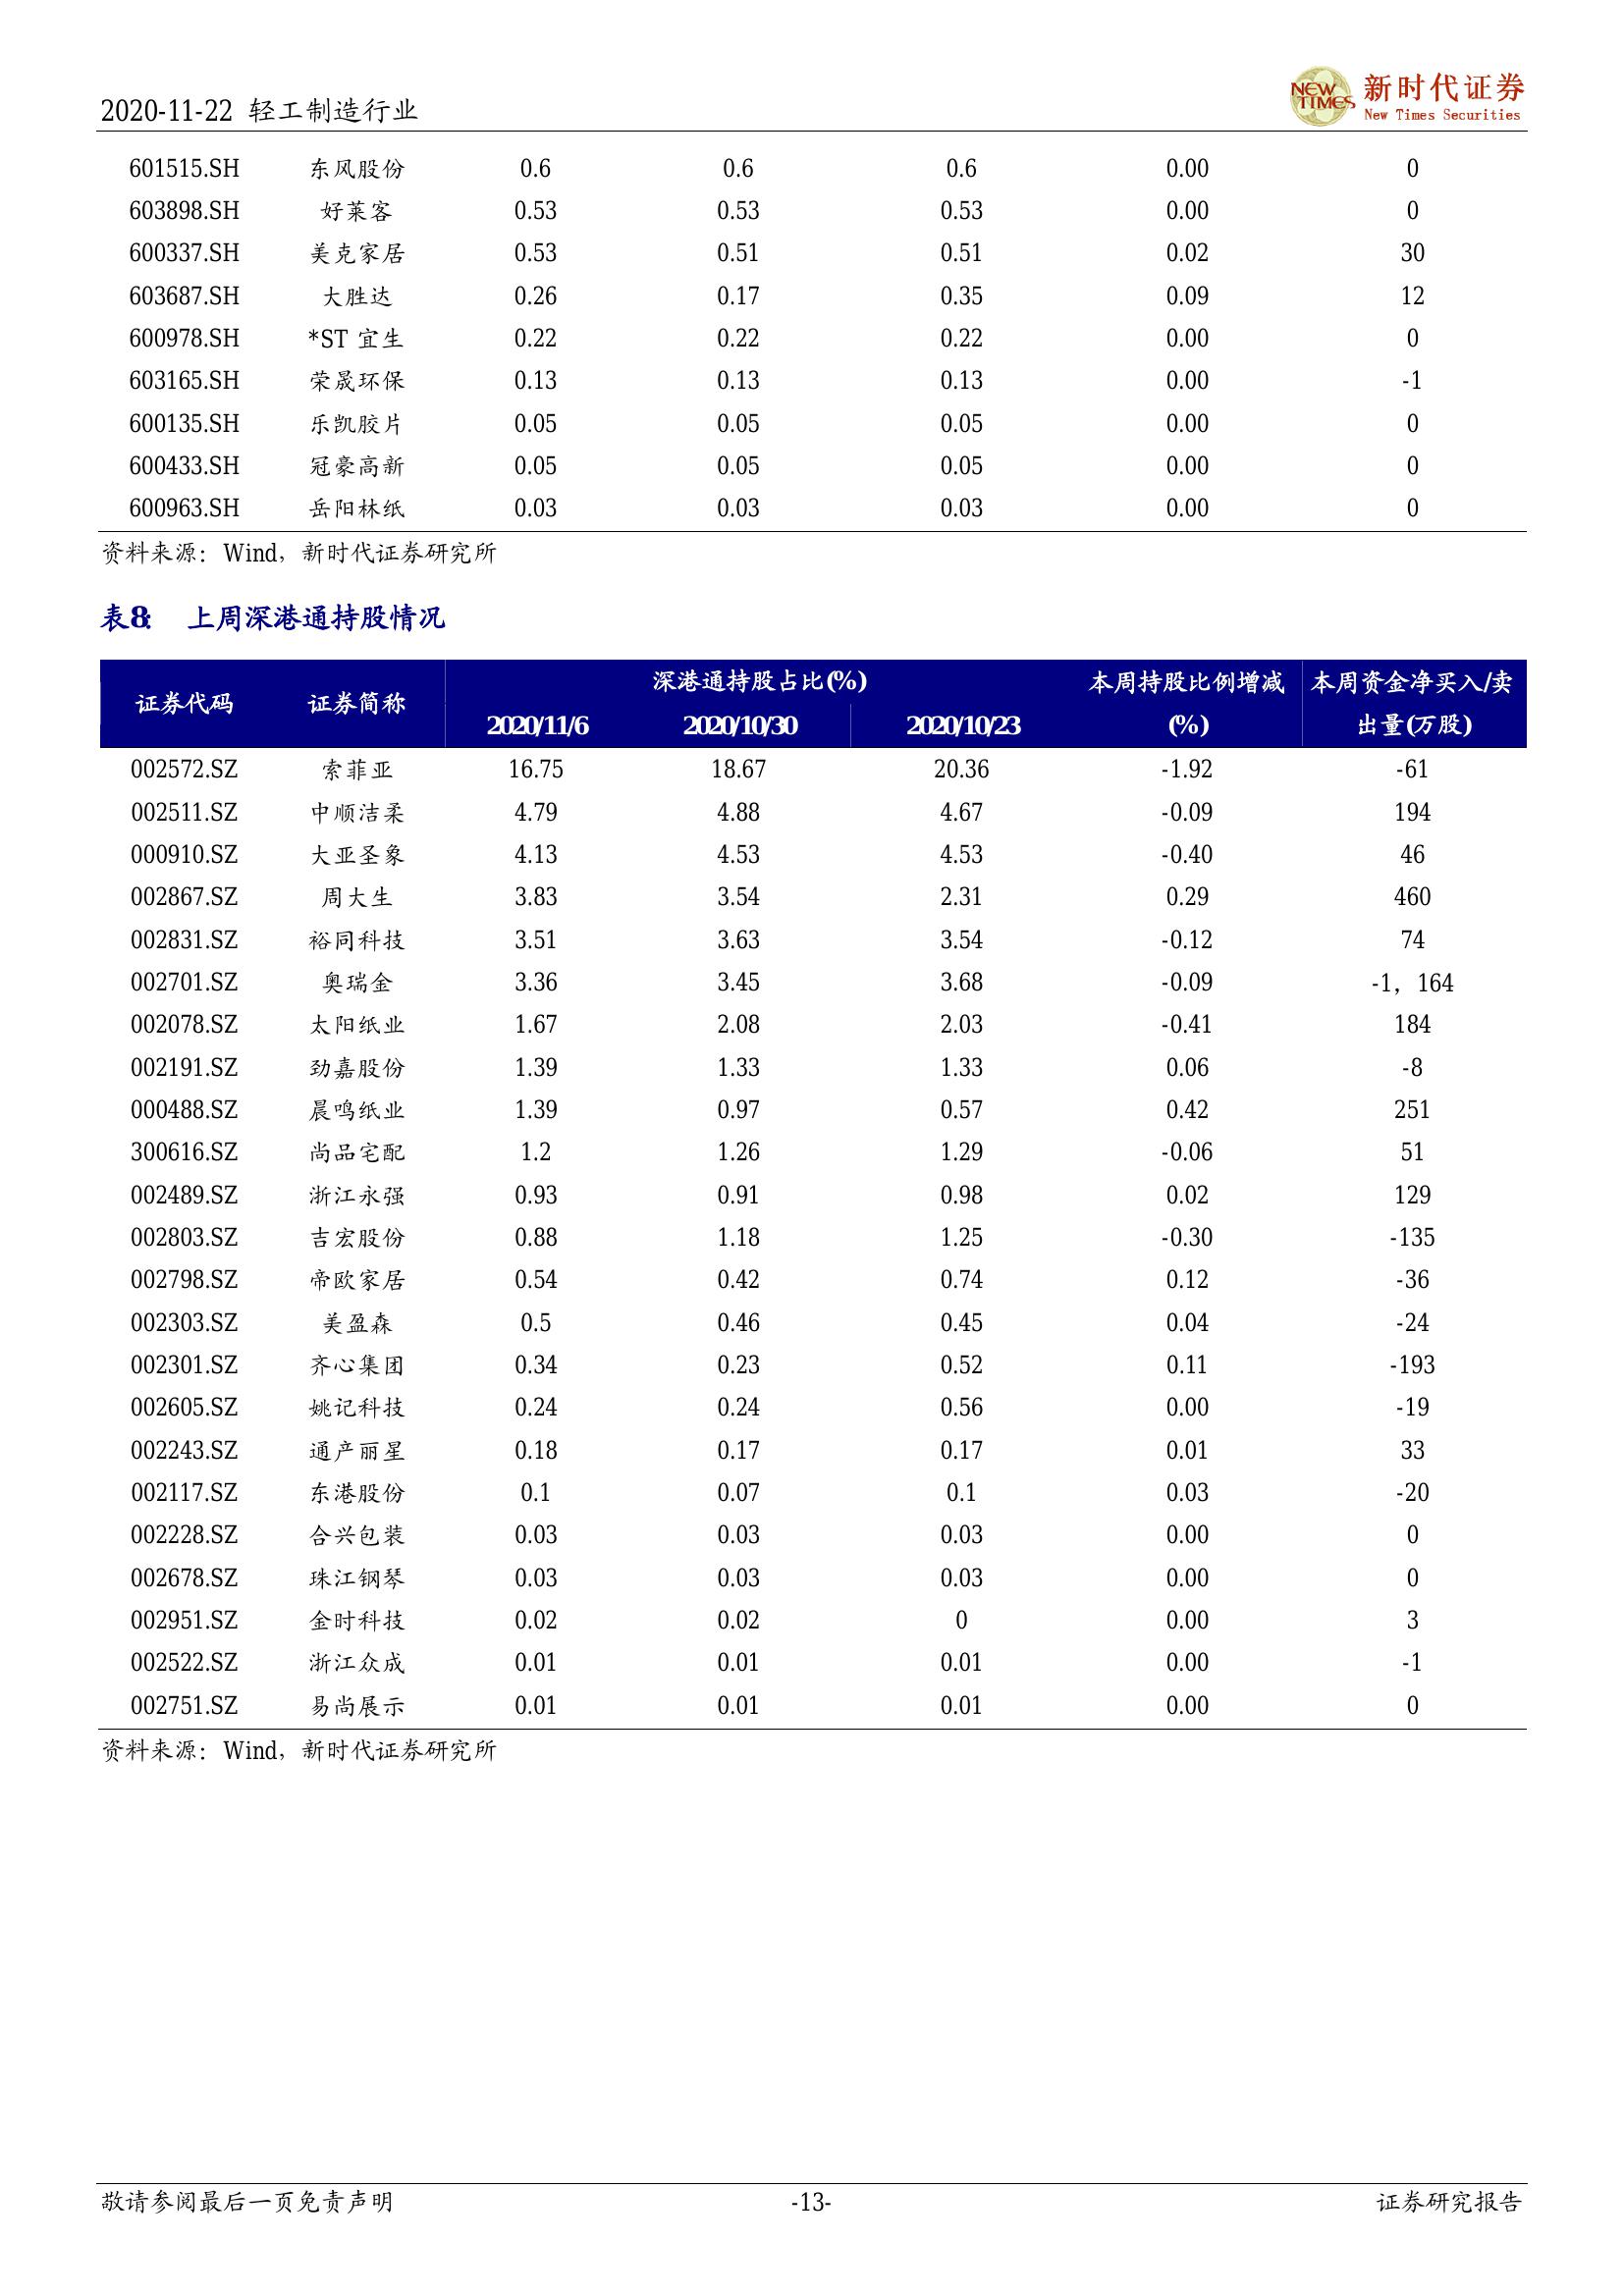 2020-11-22 轻工制造行业
NEW TIMES 新时代证券
New Times Securities
601515.SH 东风股份 0.6 0.6 0.6 0.00 0
603898.SH 好莱客 0.53 0.53 0.53 0.00 0
600337.SH 美克家居 0.53 0.51 0.51 0.02 30
603687.SH 大胜达 0.26 0.17 0.35 0.09 12
600978.SH *ST 宜生 0.22 0.22 0.22 0.00 0
603165.SH 荣晟环保 0.13 0.13 0.13 0.00 -1
600135.SH 乐凯胶片 0.05 0.05 0.05 0.00 0
600433.SH 冠豪高新 0.05 0.05 0.05 0.00 0
600963.SH 岳阳林纸 0.03 0.03 0.03 0.00 0
资料来源：Wind，新时代证券研究所
表8： 上周深港通持股情况
证券代码 证券简称 深港通持股占比(%) 本周持股比例增减 本周资金净买入/卖
2020/11/6 2020/10/30 2020/10/23 (%) 出量(万股)
002572.SZ 索菲亚 16.75 18.67 20.36 -1.92 -61
002511.SZ 中顺洁柔 4.79 4.88 4.67 -0.09 194
000910.SZ 大亚圣象 4.13 4.53 4.53 -0.40 46
002867.SZ 周大生 3.83 3.54 2.31 0.29 460
002831.SZ 裕同科技 3.51 3.63 3.54 -0.12 74
002701.SZ 奥瑞金 3.36 3.45 3.68 -0.09 -1，164
002078.SZ 太阳纸业 1.67 2.08 2.03 -0.41 184
002191.SZ 劲嘉股份 1.39 1.33 1.33 0.06 -8
000488.SZ 晨鸣纸业 1.39 0.97 0.57 0.42 251
300616.SZ 尚品宅配 1.2 1.26 1.29 -0.06 51
002489.SZ 浙江永强 0.93 0.91 0.98 0.02 129
002803.SZ 吉宏股份 0.88 1.18 1.25 -0.30 -135
002798.SZ 帝欧家居 0.54 0.42 0.74 0.12 -36
002303.SZ 美盈森 0.5 0.46 0.45 0.04 -24
002301.SZ 齐心集团 0.34 0.23 0.52 0.11 -193
002605.SZ 姚记科技 0.24 0.24 0.56 0.00 -19
002243.SZ 通产丽星 0.18 0.17 0.17 0.01 33
002117.SZ 东港股份 0.1 0.07 0.1 0.03 -20
002228.SZ 合兴包装 0.03 0.03 0.03 0.00 0
002678.SZ 珠江钢琴 0.03 0.03 0.03 0.00 0
002951.SZ 金时科技 0.02 0.02 0 0.00 3
002522.SZ 浙江众成 0.01 0.01 0.01 0.00 -1
002751.SZ 易尚展示 0.01 0.01 0.01 0.00 0
资料来源：Wind，新时代证券研究所
敬请参阅最后一页免责声明 -13- 证券研究报告